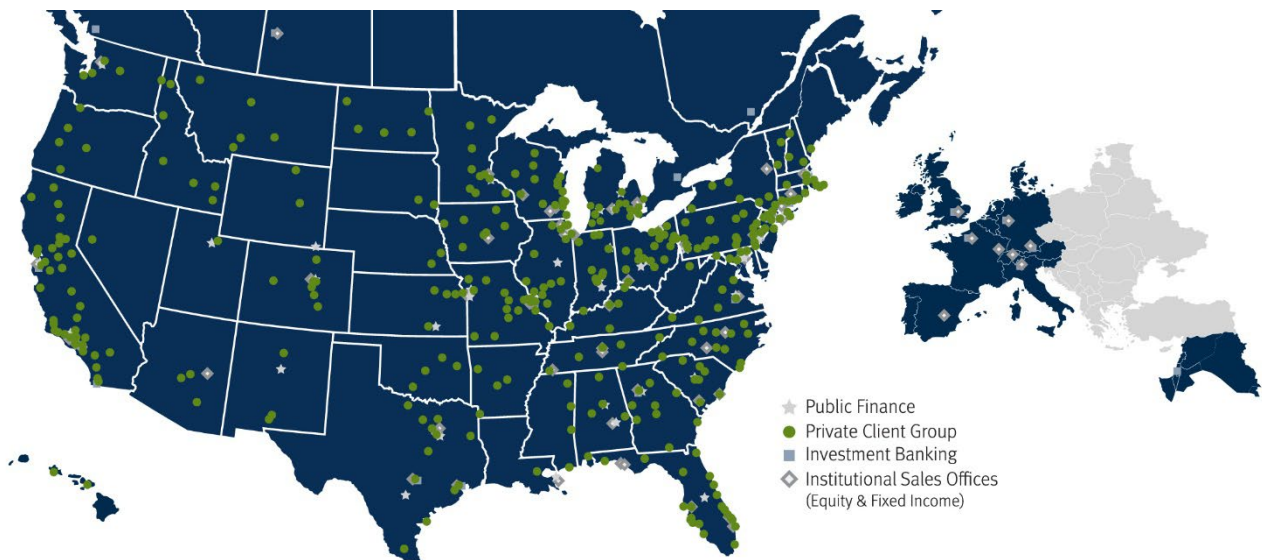 Public Finance
Private Client Group
Investment Banking
Institutional Sales Offices
(Equity & Fixed Income)